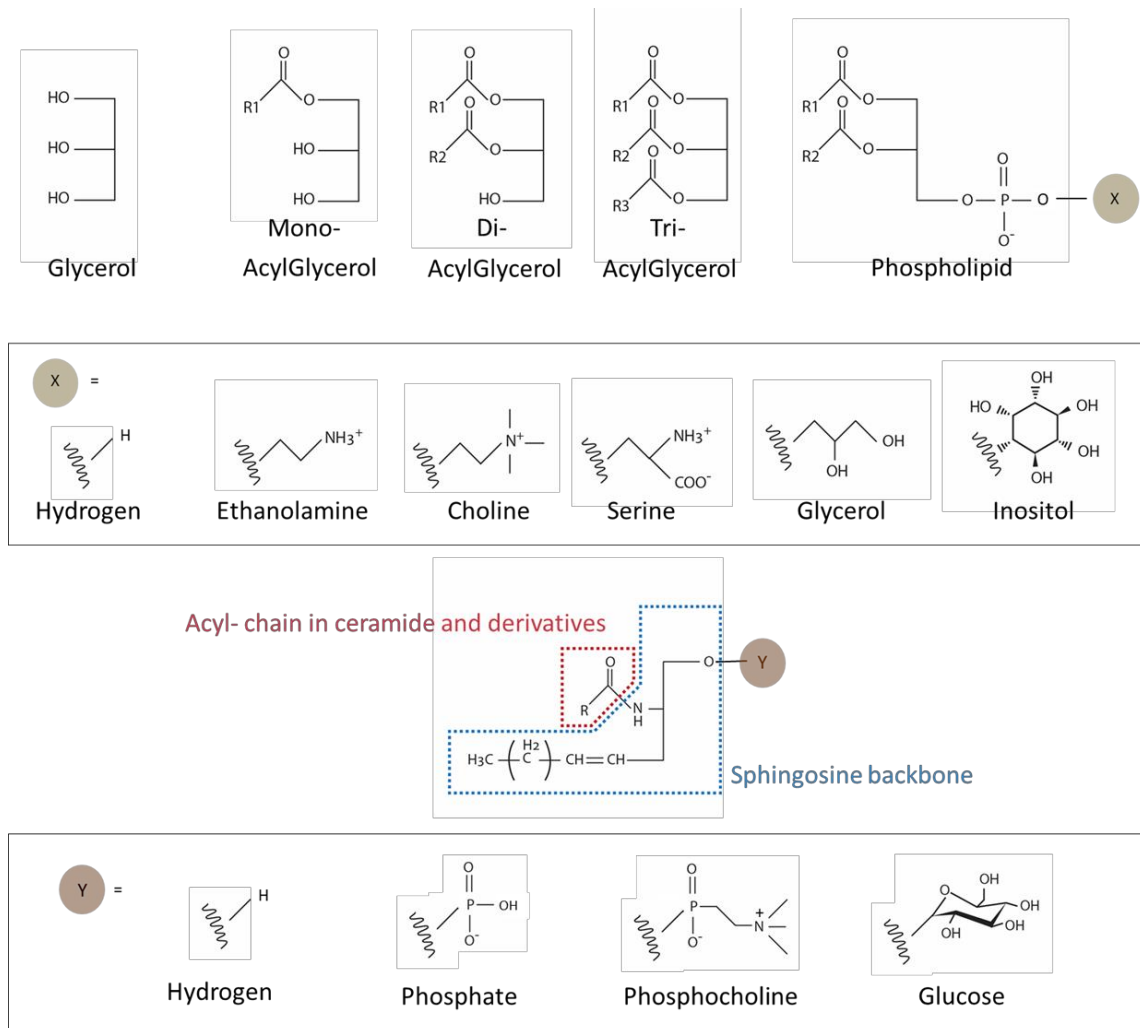 O
O
O
O
HO
R1
O
R1
O
O
R1
O
O
R1
O
O
HO
HO
R2
O
R2
O
O
R2
O
O
HO
HO
HO
R3
O
O
P
O
X
O-
Mono-
Di-
Tri-
Glycerol
AcylGlycerol
AcylGlycerol
AcylGlycerol
Phospholipid
X =
H
NH3+
N+
NH3+
COO-
OH
OH
OH
HO
OH
OH
OH
Hydrogen
Ethanolamine
Choline
Serine
Glycerol
Inositol
Acyl- chain in ceramide and derivatives
O
O
Y
R
N
H
H3C
H2
C
CH=CH
Sphingosine backbone
Y =
H
O
P
OH
O-
O
P
O-
N
+
OH
O
OH
OH
OH
Hydrogen
Phosphate
Phosphocholine
Glucose